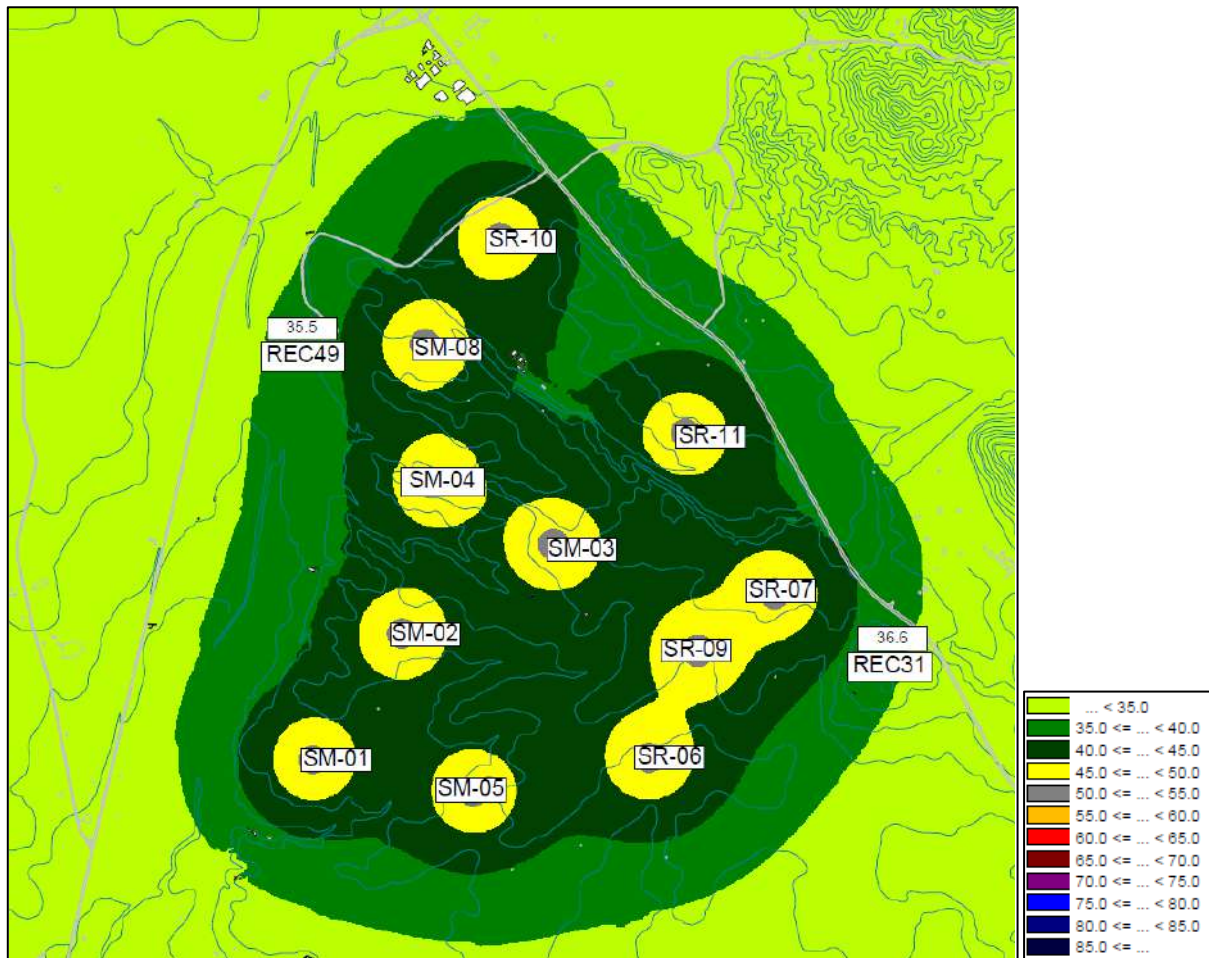 SR-10
35.5
REC49
SM-08
SR-11
SM-04
SM-03
SR-07
SM-02
SR-09
36.6
REC31
SM-01
SR-06
SM-05
... < 35.0
35.0 <= ... < 40.0
40.0 <= ... < 45.0
45.0 <= ... < 50.0
50.0 <= ... < 55.0
55.0 <= ... < 60.0
60.0 <= ... < 65.0
65.0 <= ... < 70.0
70.0 <= ... < 75.0
75.0 <= ... < 80.0
80.0 <= ... < 85.0
85.0 <= ...